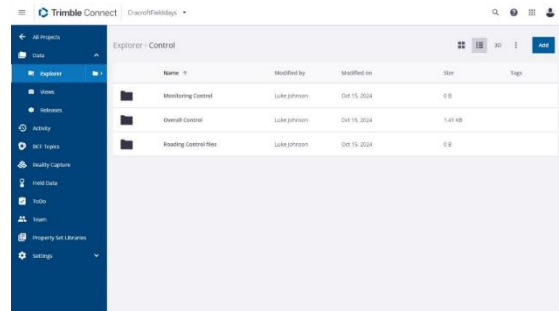 Trimble Connect CracroftFielddays
All Projects
Data
Explorer
Views
Releases
Activity
BCF Topics
Reality Capture
Field Data
ToDo
Team
Property Set Libraries
Settings
Explorer › Control
3D Add
Name ↑ Modified by Modified on Size Tags
Monitoring Control Luke Johnson Oct 15, 2024 0 B
Overall Control Luke Johnson Oct 15, 2024 1.41 KB
Roading Control files Luke Johnson Oct 15, 2024 0 B